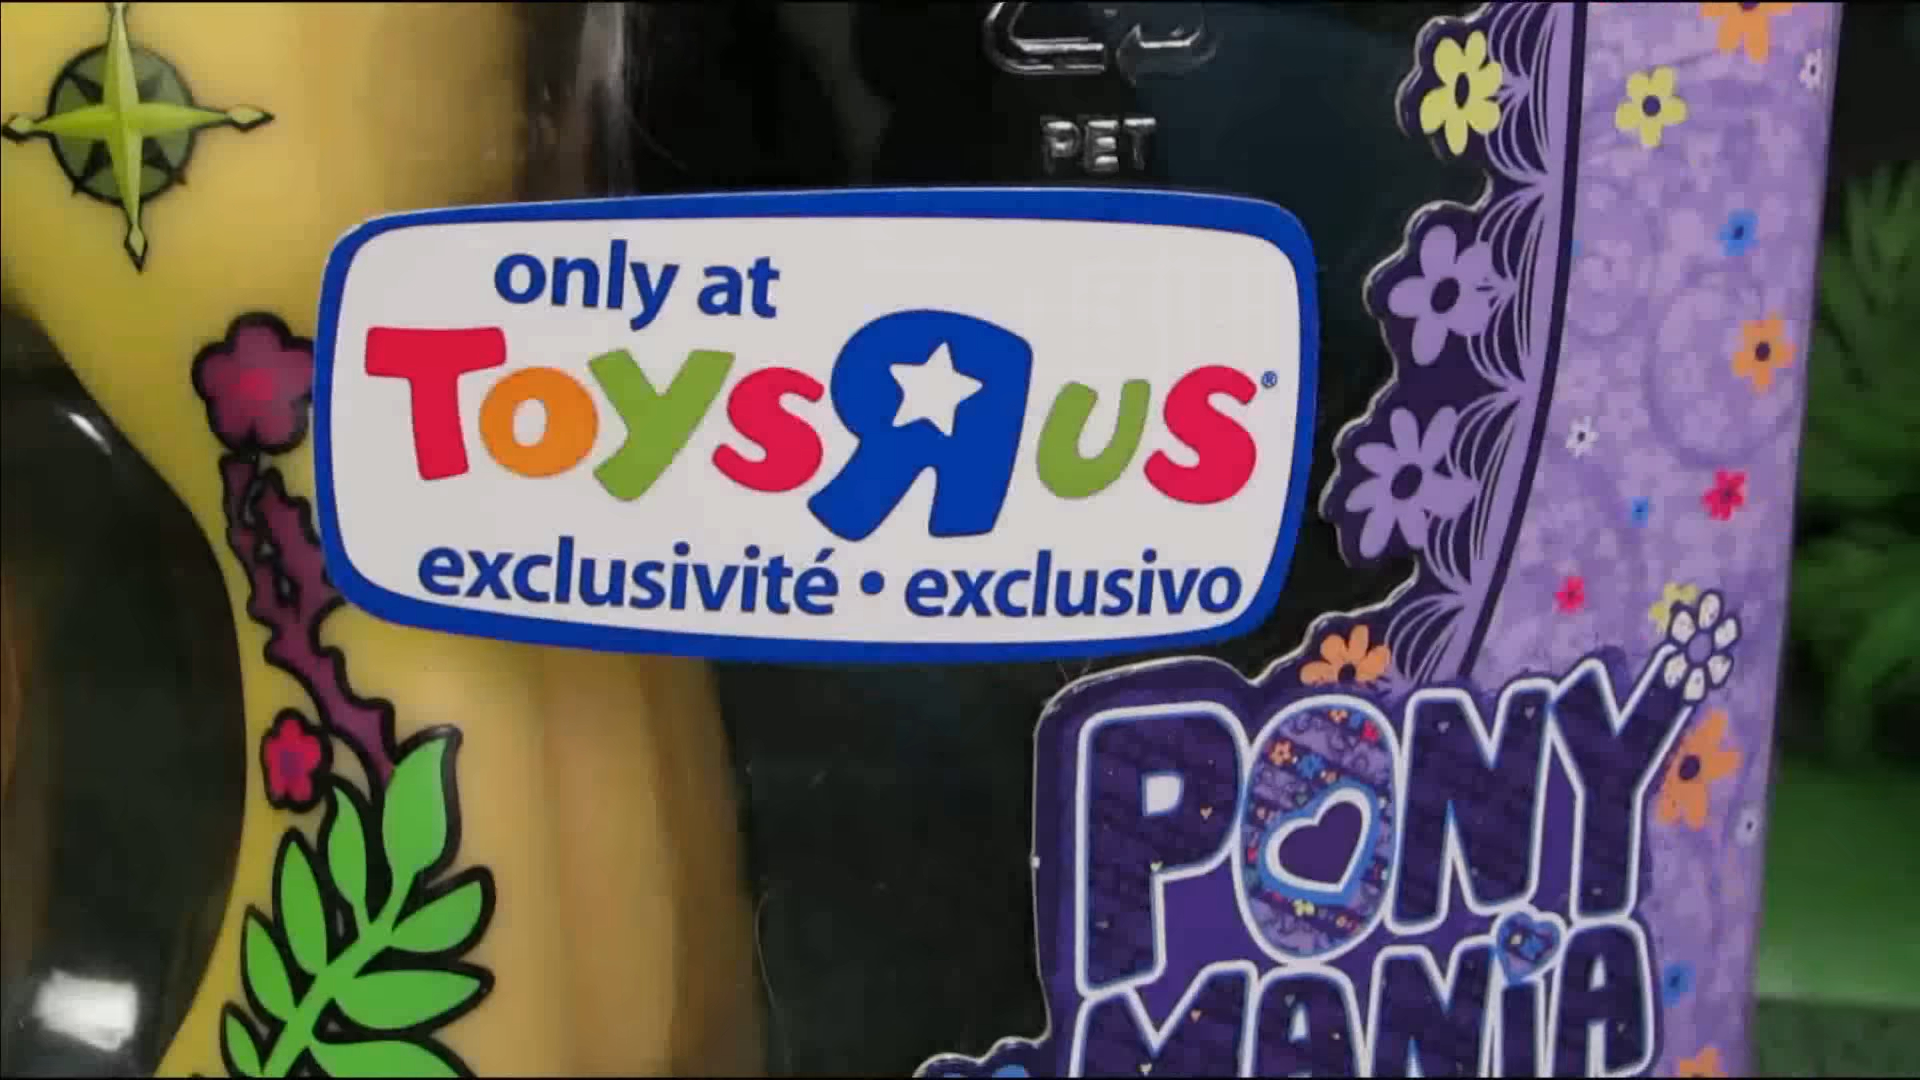 PET
only at
ToysЯus®
exclusivité • exclusivo
PONY
MANiA